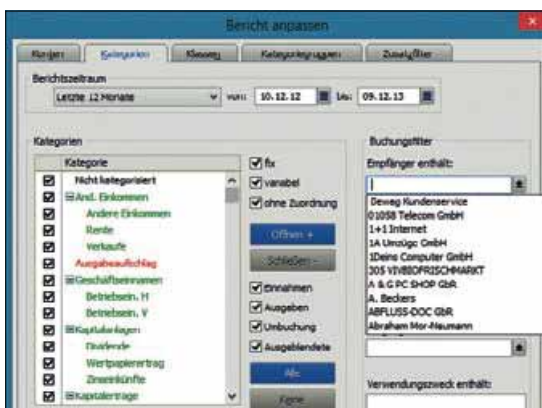 Bericht anpassen
Konten Kategorien Klassen Kategoriegruppen Zusatzfilter
Berichtszeitraum
Letzte 12 Monate von: 10.12.12 bis: 09.12.13
Kategorien
Kategorie
Nicht kategorisiert
And. Einkommen
Andere Einkommen
Rente
Verkäufe
Ausgabeaufschlag
Geschäftseinnahmen
Betriebsein. H
Betriebsein. V
Kapitalanlagen
Dividende
Wertpapierertrag
Zinseinkünfte
Kapitalerträge
fix
variabel
ohne Zuordnung
Öffnen +
Schließen -
Einnahmen
Ausgaben
Umbuchung
Ausgeblendete
Alle
Keine
Buchungsfilter
Empfänger enthält:
Deweg Kundenservice
01058 Telecom GmbH
1+1 Internet
1A Umzüge GmbH
1Deins Computer GmbH
305 VIVBIOFRISCHMARKT
A & G PC SHOP GbR
A. Beckers
ABFLUSS-DOC GbR
Abraham Mor-Neumann
Verwendungszweck enthält: